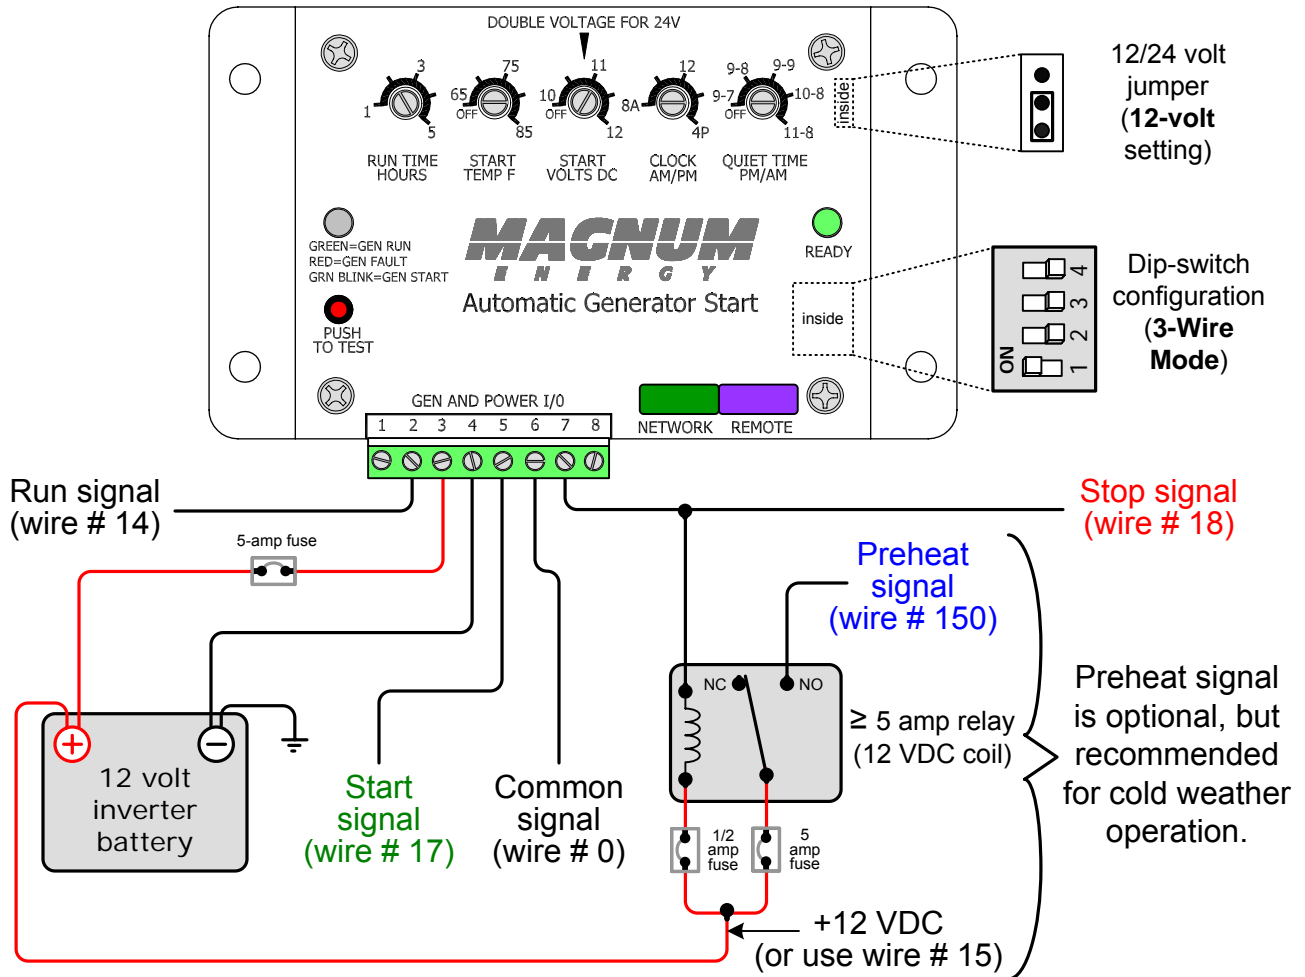 DOUBLE VOLTAGE FOR 24V
1 3 5
RUN TIME
HOURS
65 75 85
OFF
START
TEMP F
10 11 12
OFF
START
VOLTS DC
8A 12 4P
CLOCK
AM/PM
9-7 9-8 9-9 10-8 11-8
OFF
QUIET TIME
PM/AM
inside
12/24 volt
jumper
(12-volt
setting)
GREEN=GEN RUN
RED=GEN FAULT
GRN BLINK=GEN START
MAGNUM
ENERGY
Automatic Generator Start
READY
PUSH
TO TEST
inside
4
3
2
1
ON
Dip-switch
configuration
(3-Wire
Mode)
GEN AND POWER I/0
1 2 3 4 5 6 7 8
NETWORK REMOTE
Run signal
(wire # 14)
Stop signal
(wire # 18)
5-amp fuse
Preheat
signal
(wire # 150)
NC NO
≥ 5 amp relay
(12 VDC coil)
Preheat signal
is optional, but
recommended
for cold weather
operation.
+ −
12 volt
inverter
battery
Start
signal
(wire # 17)
Common
signal
(wire # 0)
1/2
amp
fuse
5
amp
fuse
+12 VDC
(or use wire # 15)